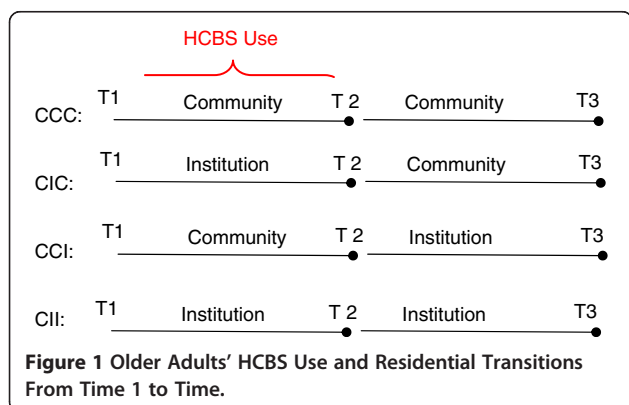 HCBS Use
T1 Community T 2 Community T3
CCC:
T1 Institution T 2 Community T3
CIC:
T1 Community T 2 Institution T3
CCI:
T1 Institution T 2 Institution T3
CII:
Figure 1 Older Adults' HCBS Use and Residential Transitions
From Time 1 to Time.